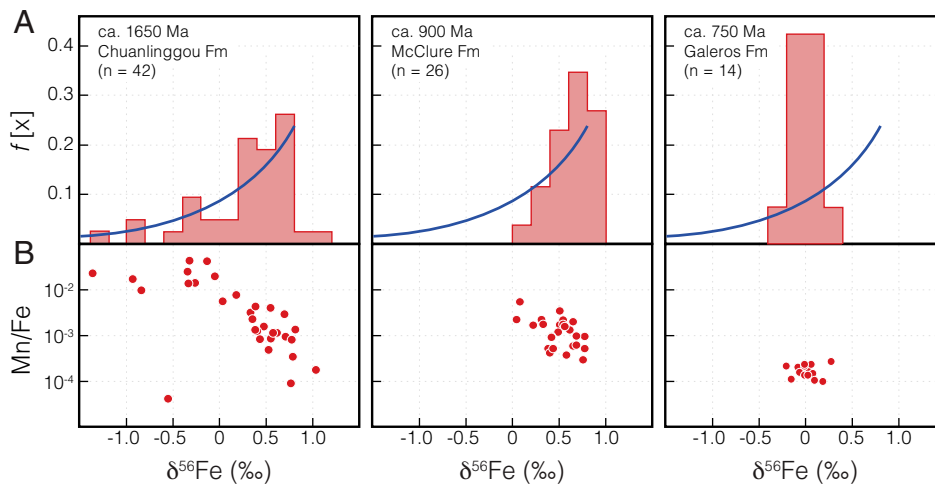 A
ca. 1650 Ma
Chuanlinggou Fm
(n = 42)
ca. 900 Ma
McClure Fm
(n = 26)
ca. 750 Ma
Galeros Fm
(n = 14)
0.4
0.3
0.2
0.1
f [x]
B
10⁻²
10⁻³
10⁻⁴
Mn/Fe
-1.0 -0.5 0 0.5 1.0
-1.0 -0.5 0 0.5 1.0
-1.0 -0.5 0 0.5 1.0
δ⁵⁶Fe (‰)
δ⁵⁶Fe (‰)
δ⁵⁶Fe (‰)